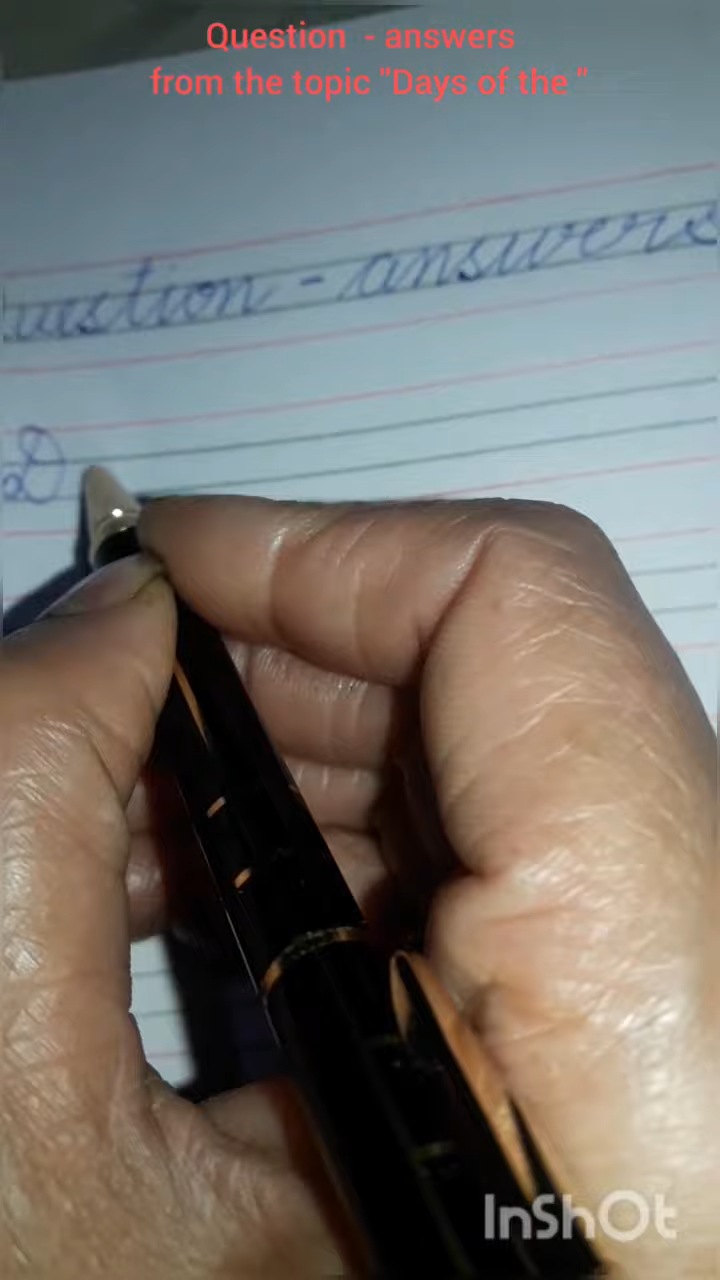 Question - answers
from the topic "Days of the "
uestion - answers
D
InShOt